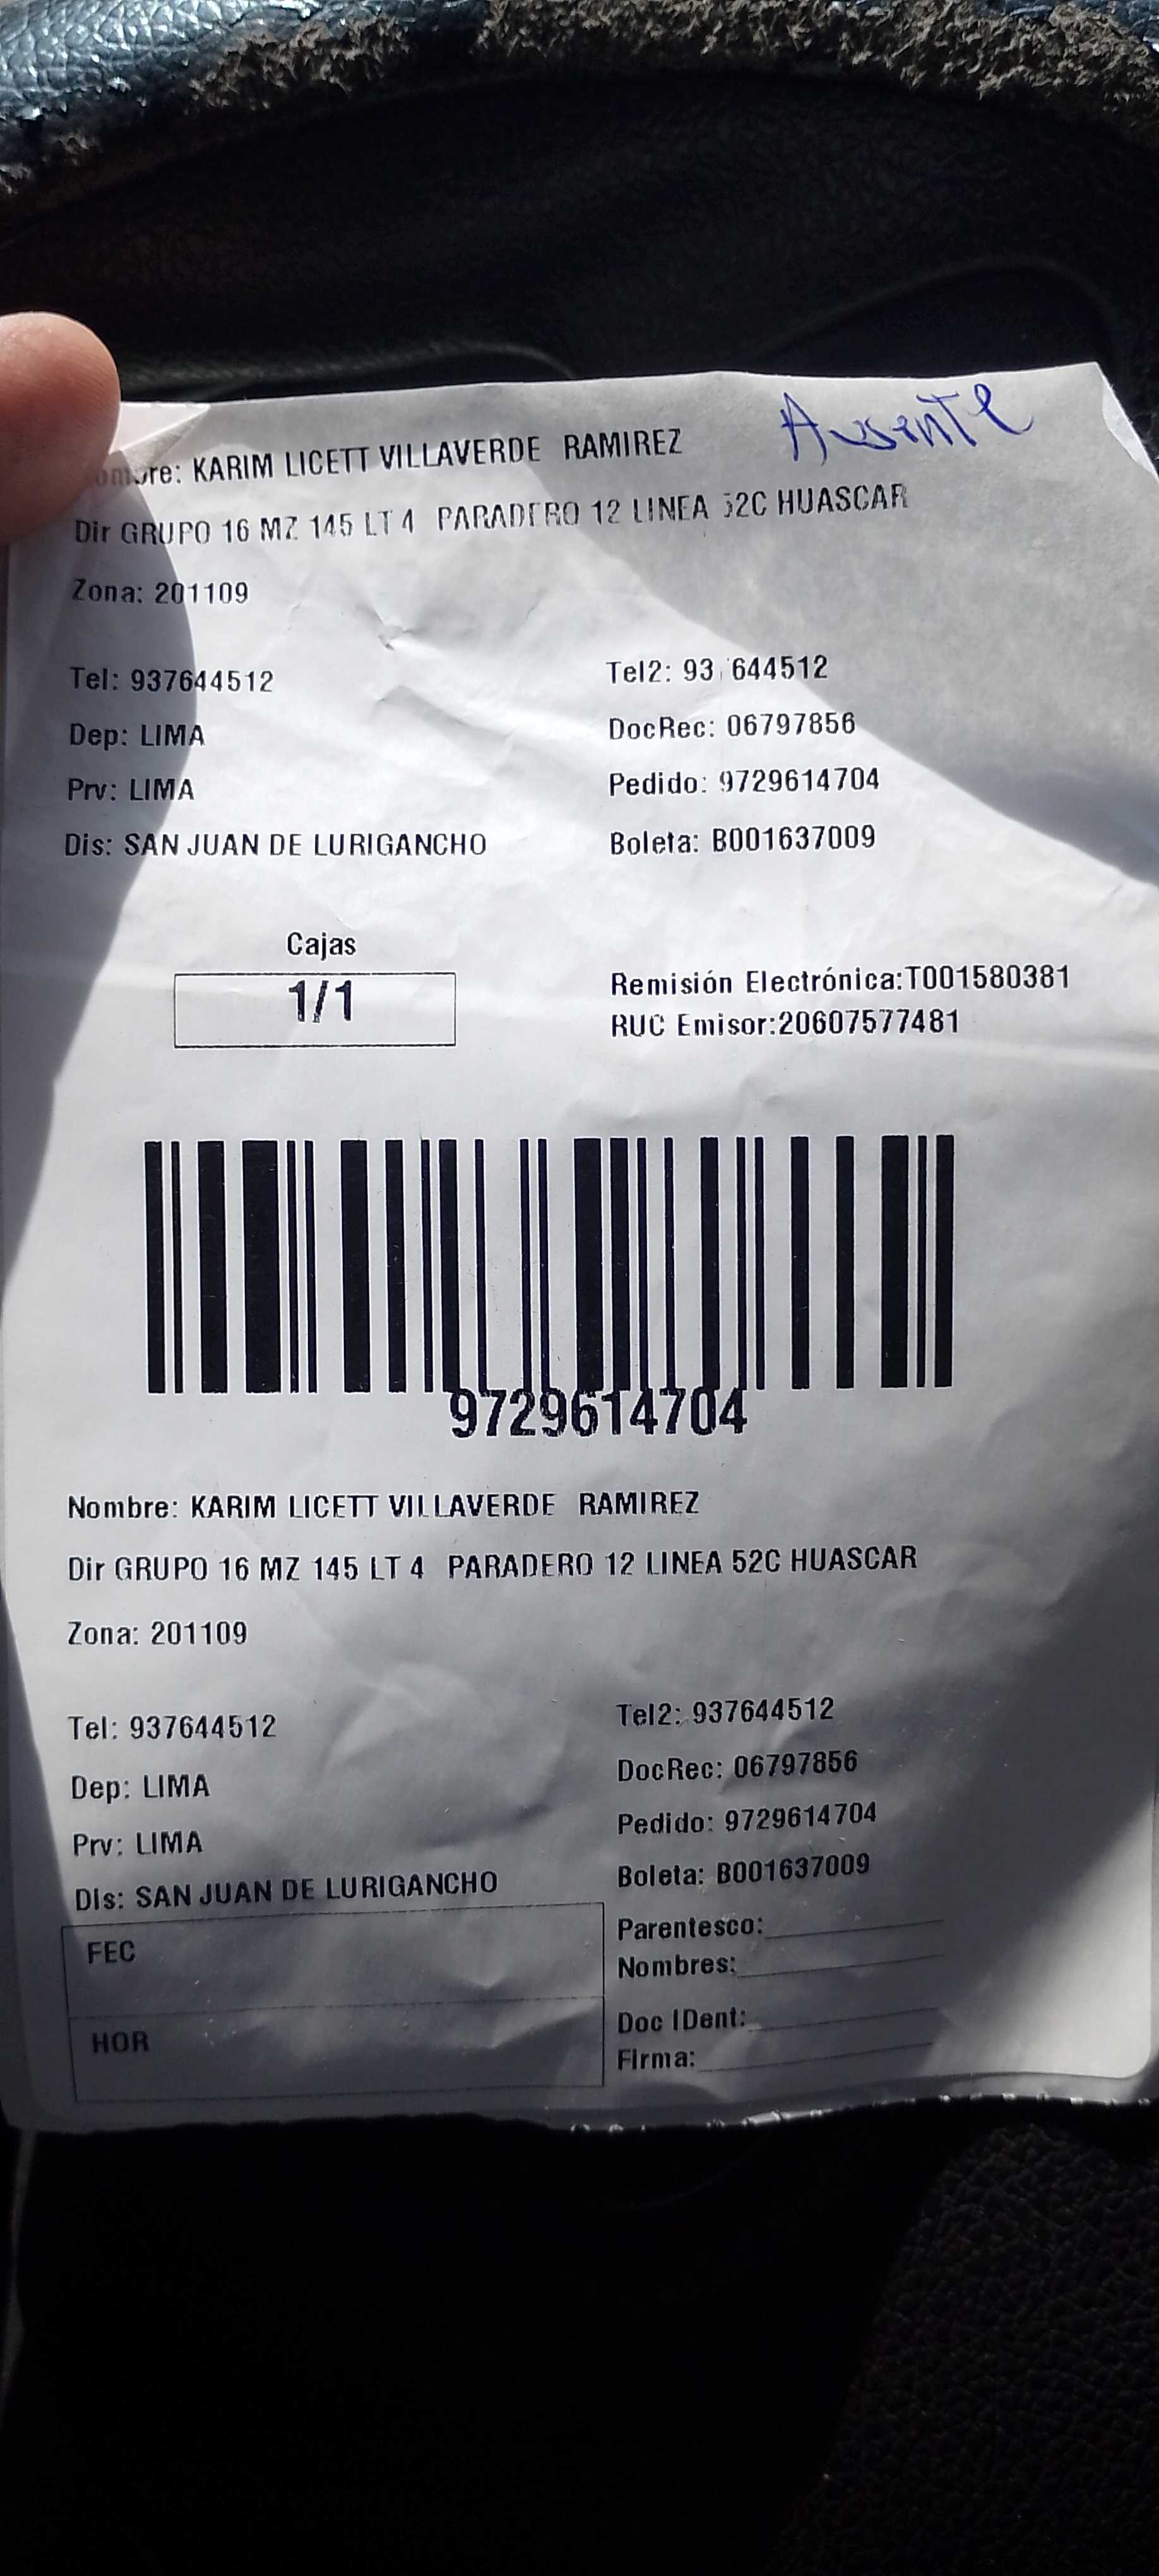 Ausente
Nombre: KARIM LICETT VILLAVERDE RAMIREZ
Dir GRUPO 16 MZ 145 LT 4 PARADERO 12 LINEA 52C HUASCAR
Zona: 201109
Tel: 937644512
Tel2: 93 644512
Dep: LIMA
DocRec: 06797856
Prv: LIMA
Pedido: 9729614704
Dis: SAN JUAN DE LURIGANCHO
Boleta: B001637009
Cajas
1/1
Remisión Electrónica:T001580381
RUC Emisor:20607577481
9729614704
Nombre: KARIM LICETT VILLAVERDE RAMIREZ
Dir GRUPO 16 MZ 145 LT 4 PARADERO 12 LINEA 52C HUASCAR
Zona: 201109
Tel: 937644512
Tel2: 937644512
Dep: LIMA
DocRec: 06797856
Prv: LIMA
Pedido: 9729614704
Dis: SAN JUAN DE LURIGANCHO
Boleta: B001637009
FEC
HOR
Parentesco:
Nombres:
Doc IDent:
Firma: